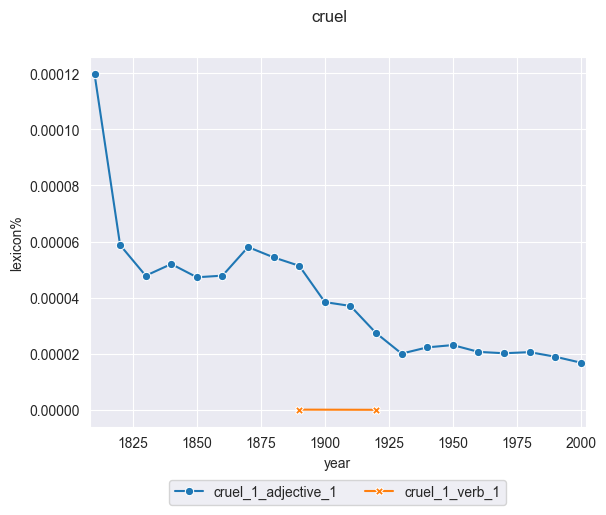 cruel
0.00012
0.00010
0.00008
0.00006
0.00004
0.00002
0.00000
lexicon%
1825 1850 1875 1900 1925 1950 1975 2000
year
cruel_1_adjective_1 cruel_1_verb_1